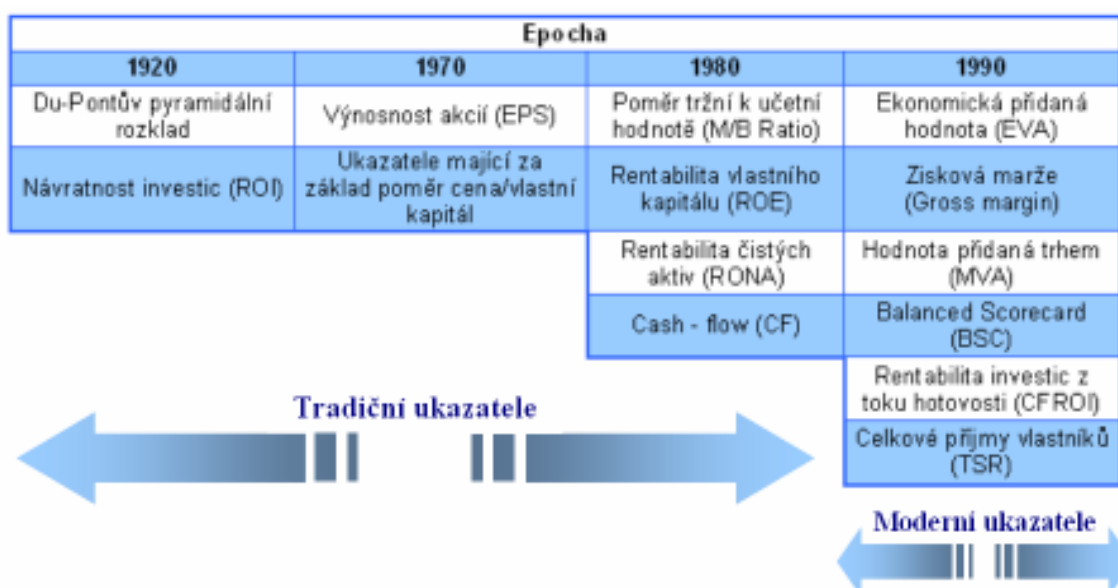 Epocha
1920 1970 1980 1990
Du-Pontův pyramidální
rozklad
Výnosnost akcií (EPS)
Poměr tržní k učetní
hodnotě (M/B Ratio)
Ekonomická přidaná
hodnota (EVA)
Návratnost investic (ROI)
Ukazatele mající za
základ poměr cena/vlastní
kapitál
Rentabilita vlastního
kapitálu (ROE)
Zisková marže
(Gross margin)
Rentabilita čistých
aktiv (RONA)
Hodnota přidaná trhem
(MVA)
Cash - flow (CF)
Balanced Scorecard
(BSC)
Rentabilita investic z
toku hotovosti (CFROI)
Celkové příjmy vlastníků
(TSR)
Tradiční ukazatele
Moderní ukazatele